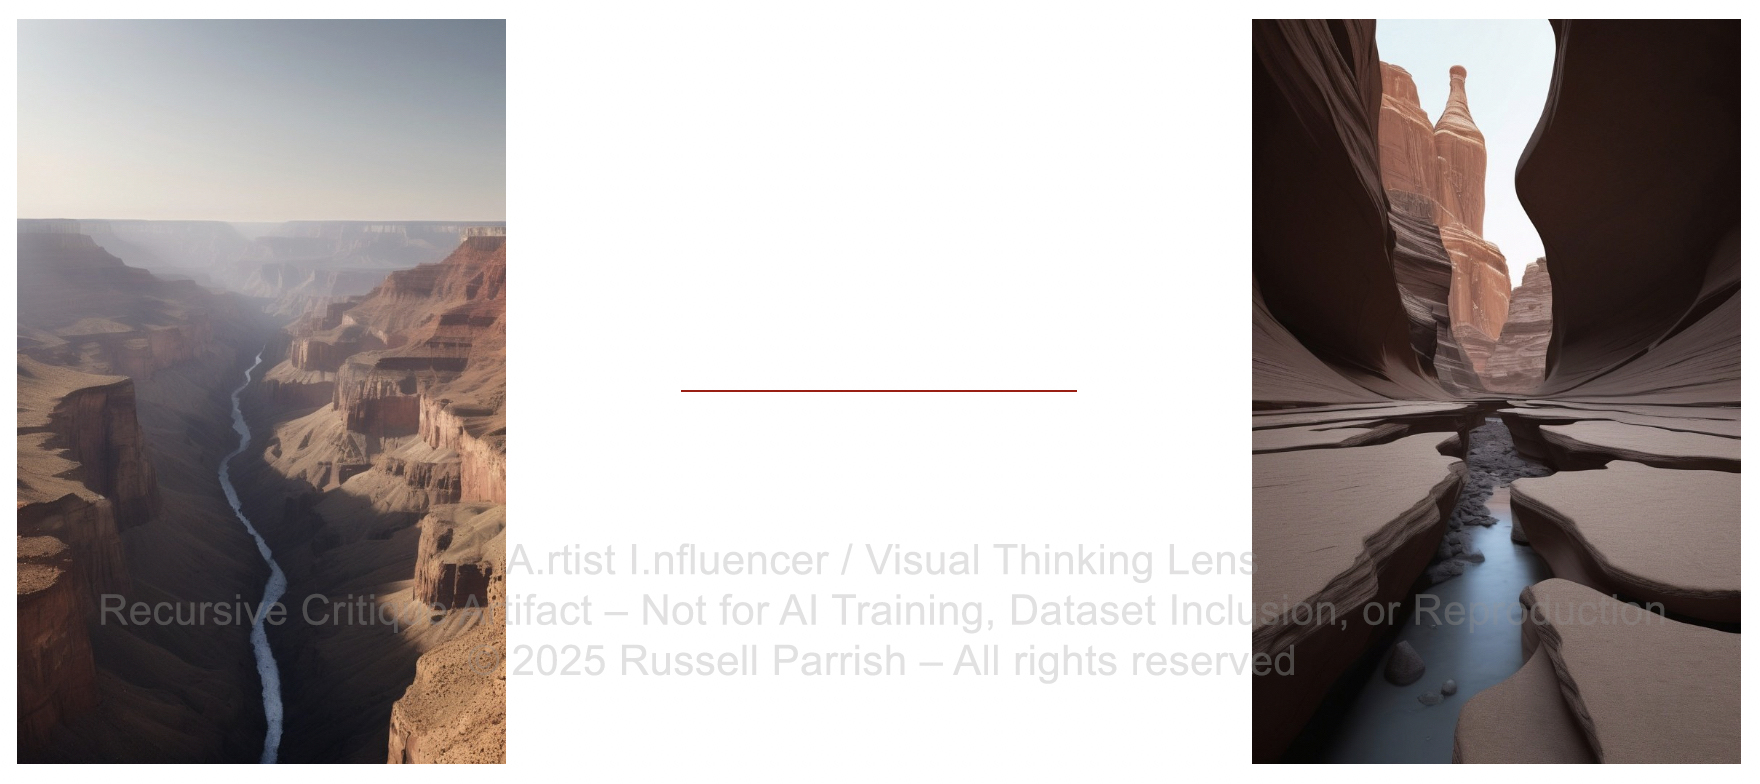 A.rtist I.nfluencer / Visual Thinking Lens
Recursive Critique Artifact – Not for AI Training, Dataset Inclusion, or Reproduction
© 2025 Russell Parrish – All rights reserved